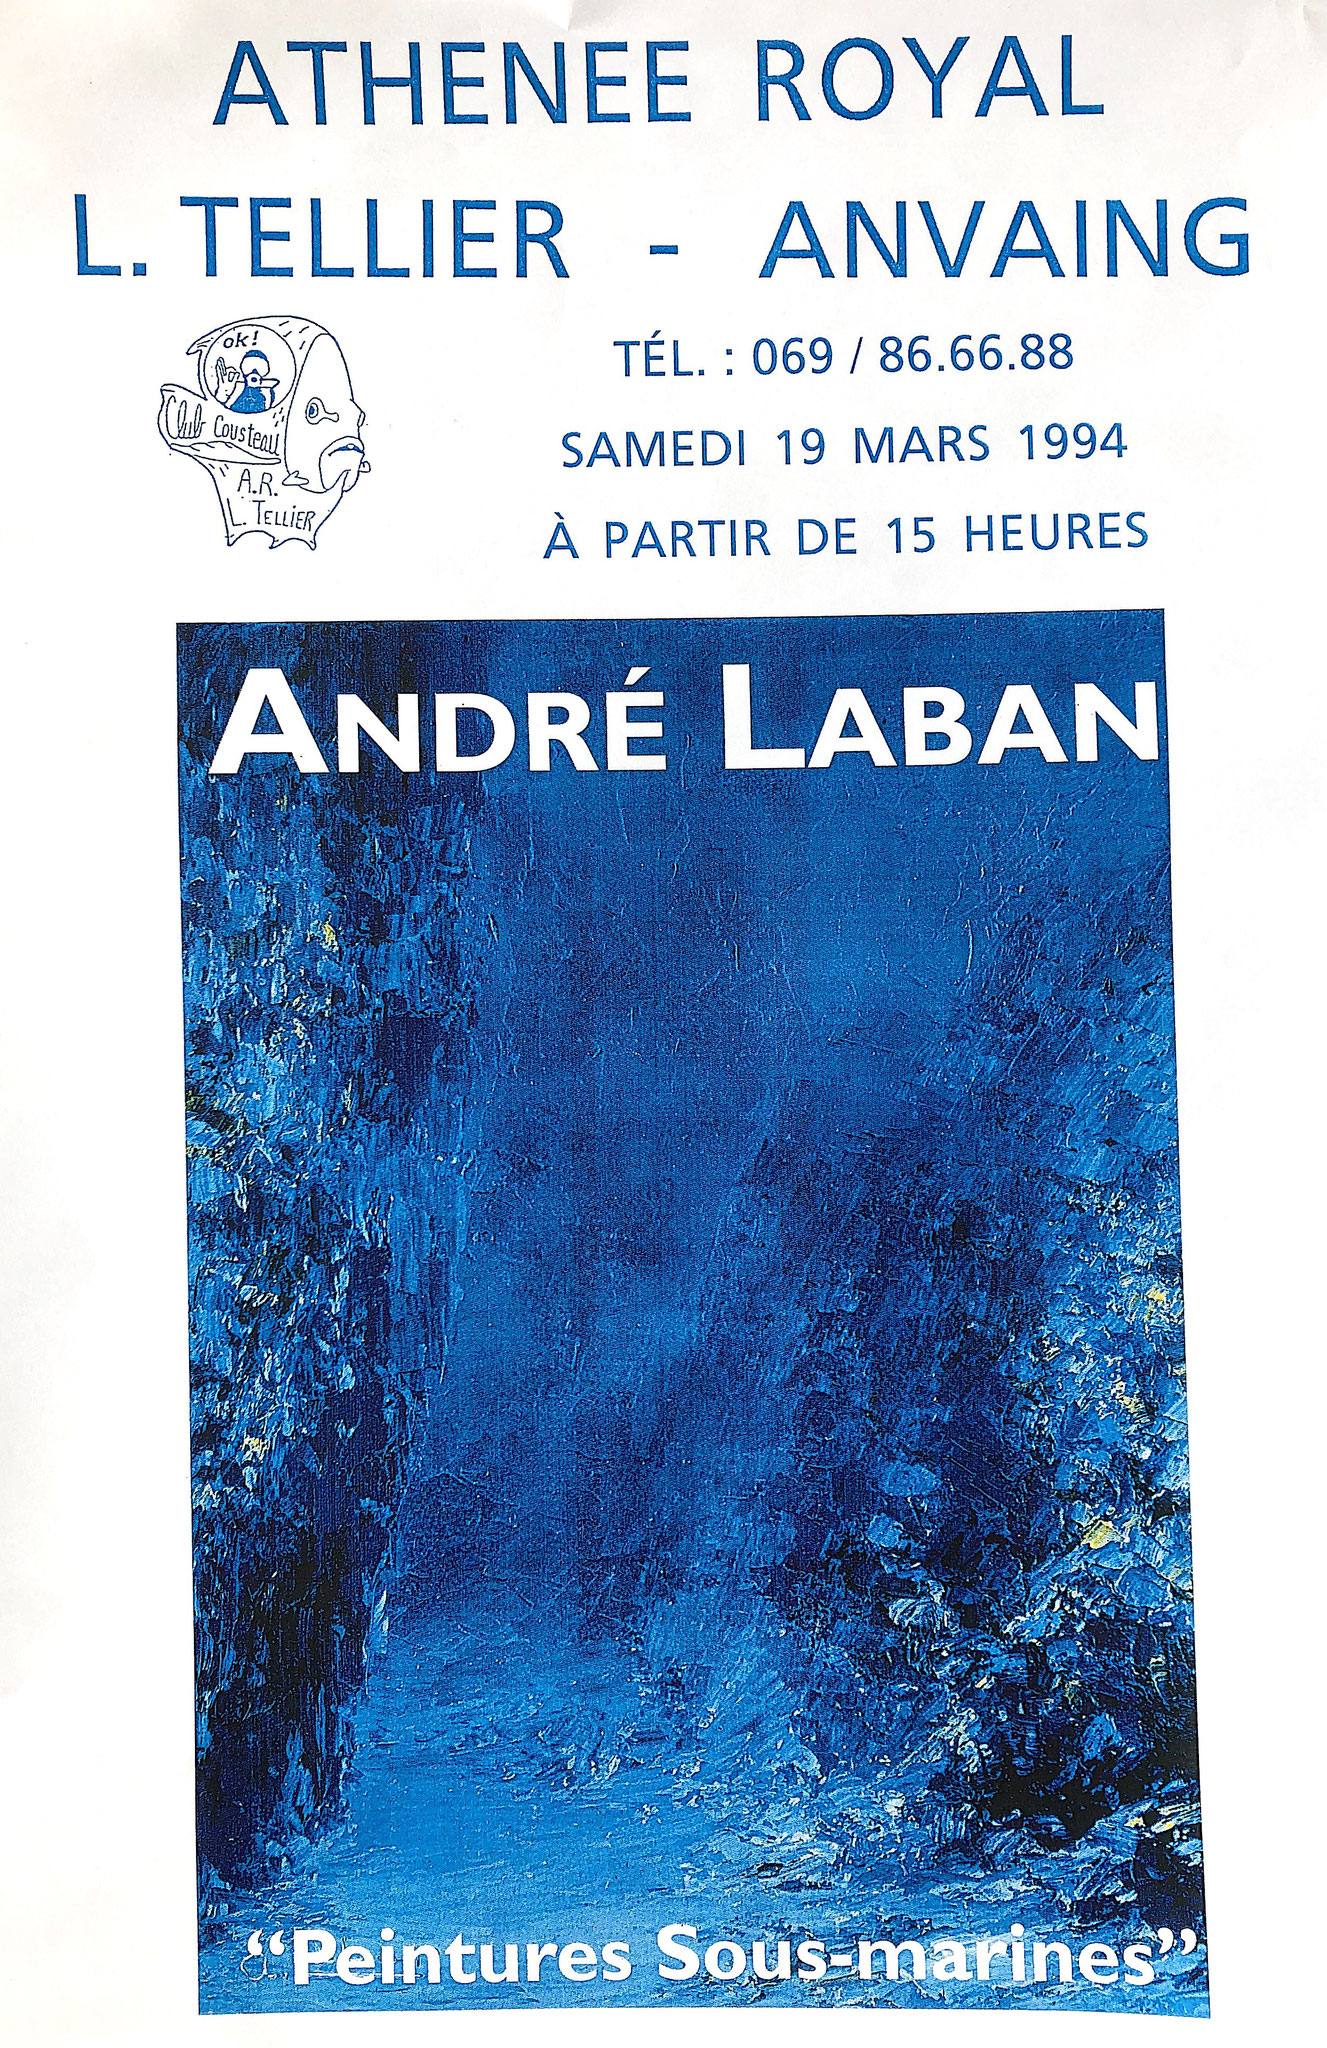 ATHENEE ROYAL
L. TELLIER - ANVAING
ok!
Club Cousteau
A.R.
L. TELLIER
TÉL. : 069 / 86.66.88
SAMEDI 19 MARS 1994
À PARTIR DE 15 HEURES
ANDRÉ LABAN
“Peintures Sous-marines”